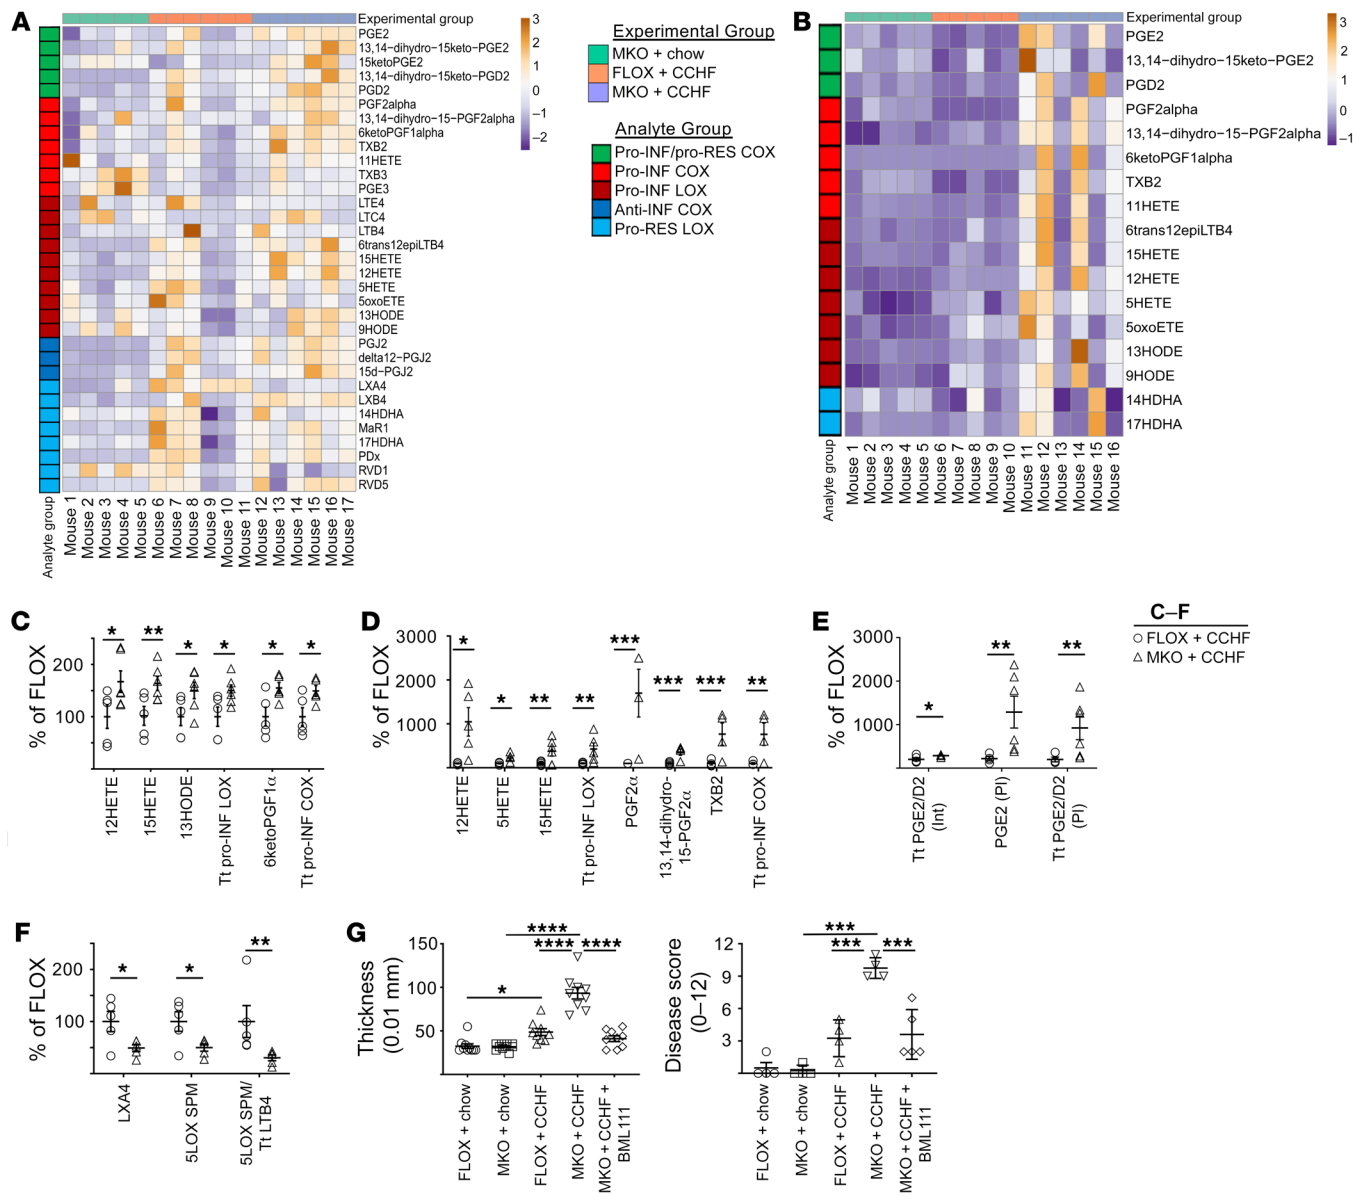 A
Experimental group
PGE2
13,14−dihydro−15keto−PGE2
15ketoPGE2
13,14−dihydro−15keto−PGD2
PGD2
PGF2alpha
13,14−dihydro−15−PGF2alpha
6ketoPGF1alpha
TXB2
11HETE
TXB3
PGE3
LTE4
LTC4
LTB4
6trans12epiLTB4
15HETE
12HETE
5HETE
5oxoETE
13HODE
9HODE
PGJ2
delta12−PGJ2
15d−PGJ2
LXA4
LXB4
14HDHA
MaR1
17HDHA
PDx
RVD1
RVD5
3
2
1
0
−1
−2
Analyte group
Mouse 1
Mouse 2
Mouse 3
Mouse 4
Mouse 5
Mouse 6
Mouse 7
Mouse 8
Mouse 9
Mouse 10
Mouse 11
Mouse 12
Mouse 13
Mouse 14
Mouse 15
Mouse 16
Mouse 17
Experimental Group
MKO + chow
FLOX + CCHF
MKO + CCHF
Analyte Group
Pro-INF/pro-RES COX
Pro-INF COX
Pro-INF LOX
Anti-INF COX
Pro-RES LOX
B
Experimental group
PGE2
13,14−dihydro−15keto−PGE2
PGD2
PGF2alpha
13,14−dihydro−15−PGF2alpha
6ketoPGF1alpha
TXB2
11HETE
6trans12epiLTB4
15HETE
12HETE
5HETE
5oxoETE
13HODE
9HODE
14HDHA
17HDHA
3
2
1
0
−1
Analyte group
Mouse 1
Mouse 2
Mouse 3
Mouse 4
Mouse 5
Mouse 6
Mouse 7
Mouse 8
Mouse 9
Mouse 10
Mouse 11
Mouse 12
Mouse 13
Mouse 14
Mouse 15
Mouse 16
C
% of FLOX
200
100
* ** * * * *
12HETE
15HETE
13HODE
Tt pro-INF LOX
6ketoPGF1α
Tt pro-INF COX
D
% of FLOX
3000
2000
1000
* * ** ** *** *** *** **
12HETE
5HETE
15HETE
Tt pro-INF LOX
PGF2α
13,14-dihydro-
15-PGF2α
TXB2
Tt pro-INF COX
E
% of FLOX
3000
2000
1000
* ** **
Tt PGE2/D2
(Int)
PGE2 (PI)
Tt PGE2/D2
(PI)
C–F
FLOX + CCHF
MKO + CCHF
F
% of FLOX
200
100
* * **
LXA4
5LOX SPM
5LOX SPM/
Tt LTB4
G
Thickness
(0.01 mm)
150
100
50
****
**** ****
*
FLOX + chow
MKO + chow
FLOX + CCHF
MKO + CCHF
MKO + CCHF +
BML111
Disease score
(0–12)
12
9
6
3
***
*** ***
FLOX + chow
MKO + chow
FLOX + CCHF
MKO + CCHF
MKO + CCHF +
BML111